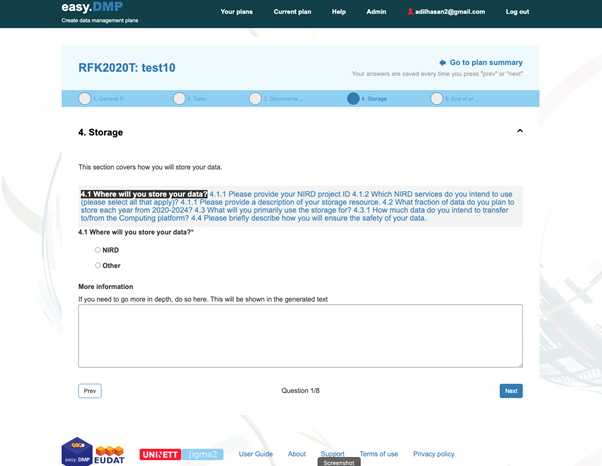 easy.DMP
Create data management plans
Your plans Current plan Help Admin adilhasan2@gmail.com Log out
RFK2020T: test10
Go to plan summary
Your answers are saved every time you press "prev" or "next"
1. General P... 2. Data 3. Documenta... 4. Storage 5. End of pr...
4. Storage
This section covers how you will store your data.
4.1 Where will you store your data? 4.1.1 Please provide your NIRD project ID 4.1.2 Which NIRD services do you intend to use
(please select all that apply)? 4.1.1 Please provide a description of your storage resource. 4.2 What fraction of data do you plan to
store each year from 2020-2024? 4.3 What will you primarily use the storage for? 4.3.1 How much data do you intend to transfer
to/from the Computing platform? 4.4 Please briefly describe how you will ensure the safety of your data.
4.1 Where will you store your data?*
NIRD
Other
More information
If you need to go more in depth, do so here. This will be shown in the generated text
Prev Question 1/8 Next
easy.DMP EUDAT UNINETT sigma2 User Guide About Support Terms of use Privacy policy
Screenshot